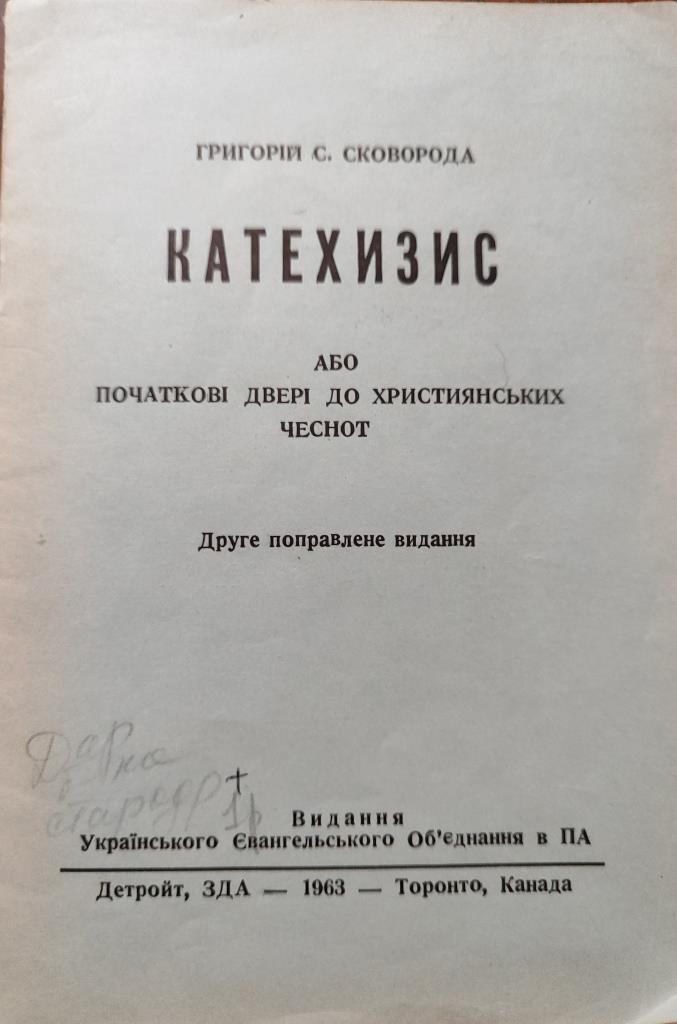 ГРИГОРІЙ С. СКОВОРОДА
КАТЕХИЗИС
АБО
ПОЧАТКОВІ ДВЕРІ ДО ХРИСТИЯНСЬКИХ
ЧЕСНОТ
Друге поправлене видання
Видання
Українського Євангельського Об'єднання в ПА
Детройт, ЗДА — 1963 — Торонто, Канада